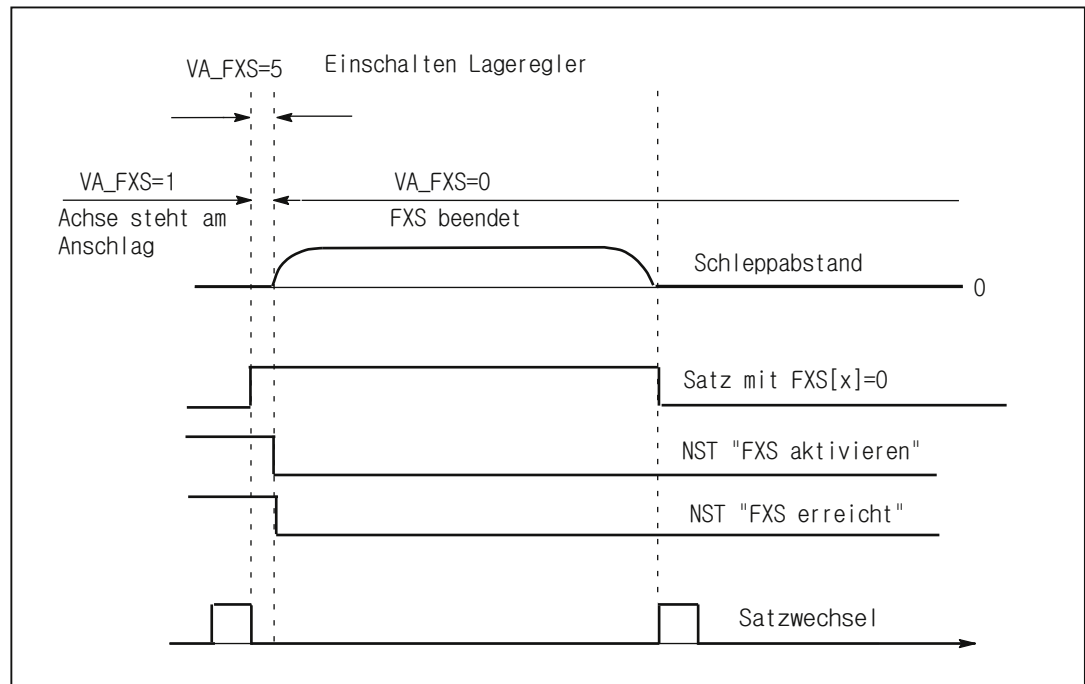 VA_FXS=5
Einschalten Lageregler
VA_FXS=1
VA_FXS=0
Achse steht am
Anschlag
FXS beendet
Schleppabstand
0
Satz mit FXS[x]=0
NST "FXS aktivieren"
NST "FXS erreicht"
Satzwechsel